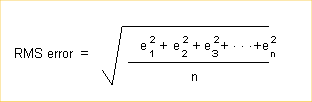 RMS error = √((e₁² + e₂² + e₃² + · · · + eₙ²) / n)